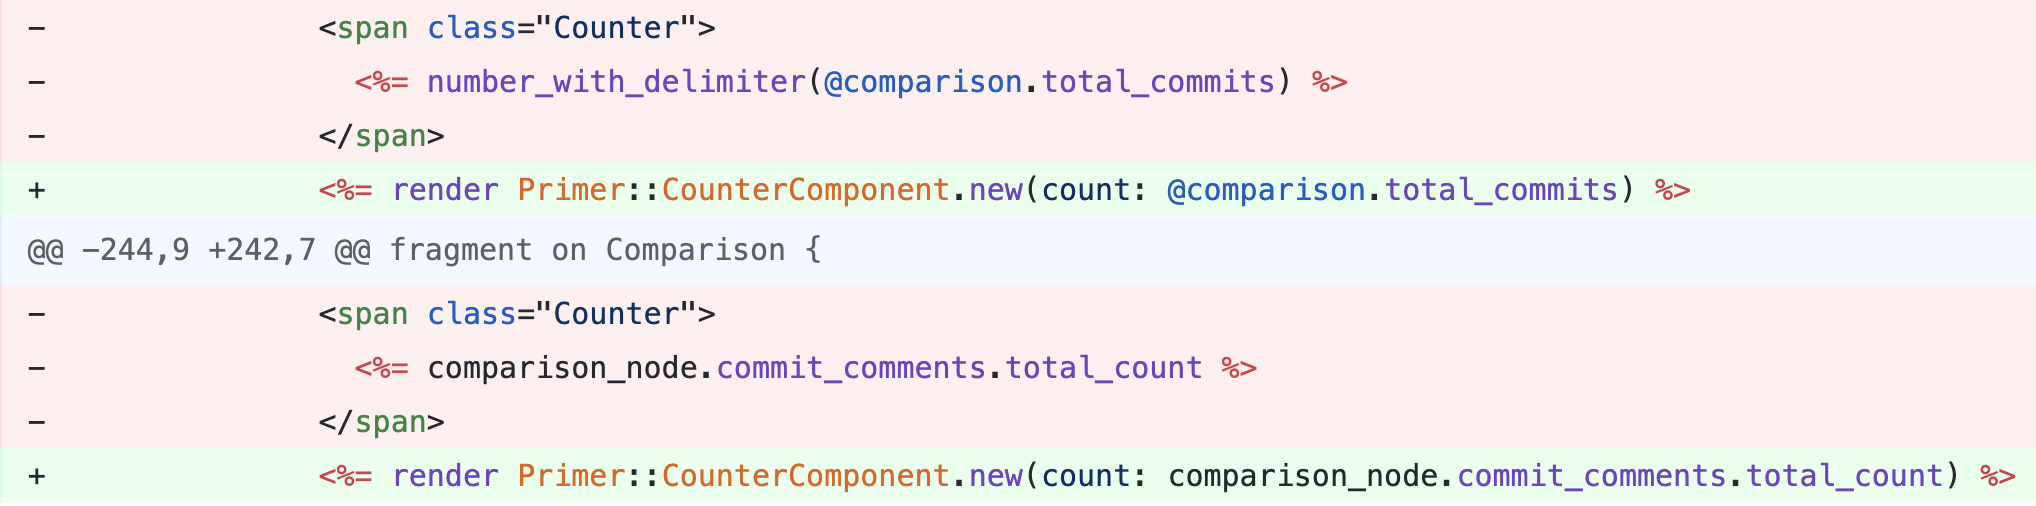 -               <span class="Counter">
-                 <%= number_with_delimiter(@comparison.total_commits) %>
-               </span>
+               <%= render Primer::CounterComponent.new(count: @comparison.total_commits) %>
@@ -244,9 +242,7 @@ fragment on Comparison {
-               <span class="Counter">
-                 <%= comparison_node.commit_comments.total_count %>
-               </span>
+               <%= render Primer::CounterComponent.new(count: comparison_node.commit_comments.total_count) %>